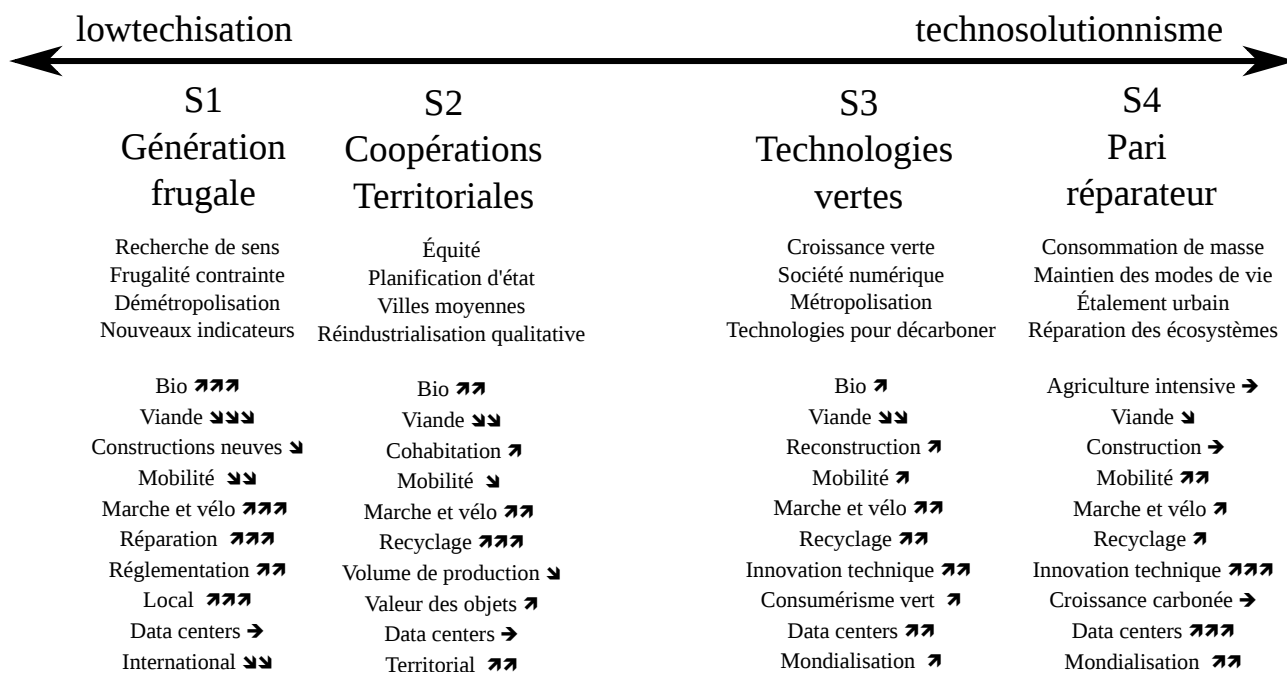 lowtechisation
technosolutionnisme
S1
Génération
frugale
Recherche de sens
Frugalité contrainte
Démétropolisation
Nouveaux indicateurs
Bio ↗↗↗
Viande ↘↘↘
Constructions neuves ↘
Mobilité ↘↘
Marche et vélo ↗↗↗
Réparation ↗↗↗
Réglementation ↗↗
Local ↗↗↗
Data centers →
International ↘↘
S2
Coopérations
Territoriales
Équité
Planification d'état
Villes moyennes
Réindustrialisation qualitative
Bio ↗↗
Viande ↘↘
Cohabitation ↗
Mobilité ↘
Marche et vélo ↗↗
Recyclage ↗↗↗
Volume de production ↘
Valeur des objets ↗
Data centers →
Territorial ↗↗
S3
Technologies
vertes
Croissance verte
Société numérique
Métropolisation
Technologies pour décarboner
Bio ↗
Viande ↘↘
Reconstruction ↗
Mobilité ↗
Marche et vélo ↗↗
Recyclage ↗↗
Innovation technique ↗↗
Consumérisme vert ↗
Data centers ↗↗
Mondialisation ↗
S4
Pari
réparateur
Consommation de masse
Maintien des modes de vie
Étalement urbain
Réparation des écosystèmes
Agriculture intensive →
Viande ↘
Construction →
Mobilité ↗↗
Marche et vélo ↗
Recyclage ↗
Innovation technique ↗↗↗
Croissance carbonée →
Data centers ↗↗↗
Mondialisation ↗↗